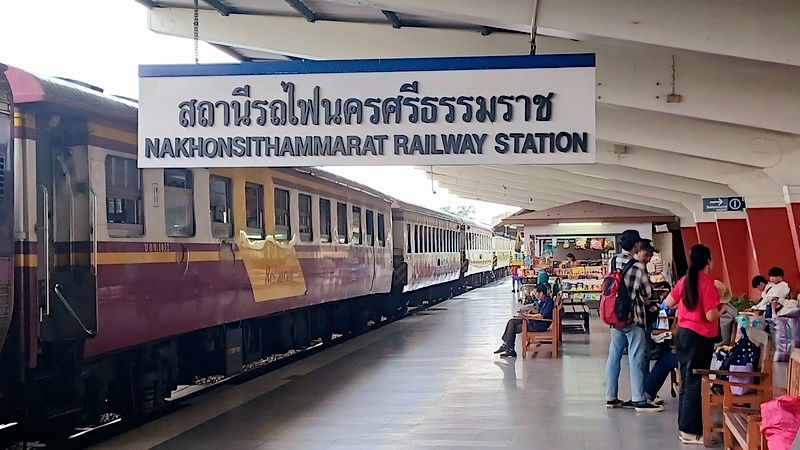 สถานีรถไฟนครศรีธรรมราช
NAKHONSITHAMMARAT RAILWAY STATION